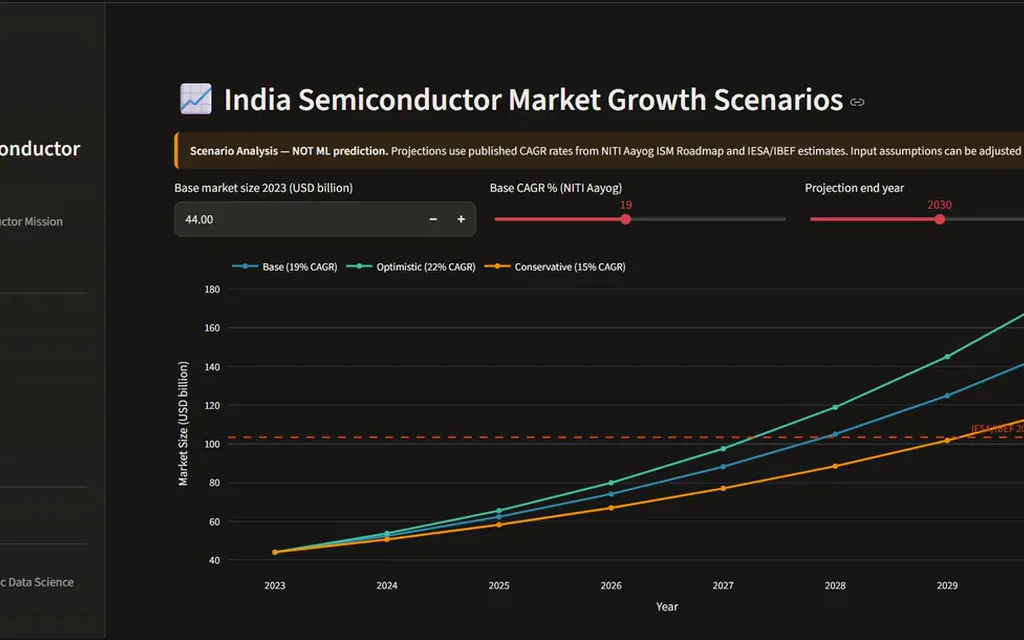 onductor
ctor Mission
c Data Science
India Semiconductor Market Growth Scenarios
Scenario Analysis — NOT ML prediction. Projections use published CAGR rates from NITI Aayog ISM Roadmap and IESA/IBEF estimates. Input assumptions can be adjusted
Base market size 2023 (USD billion)
44.00
Base CAGR % (NITI Aayog)
19
Projection end year
2030
Base (19% CAGR)
Optimistic (22% CAGR)
Conservative (15% CAGR)
Market Size (USD billion)
180
160
140
120
100
80
60
40
IESA/IBEF 20
2023
2024
2025
2026
2027
2028
2029
Year